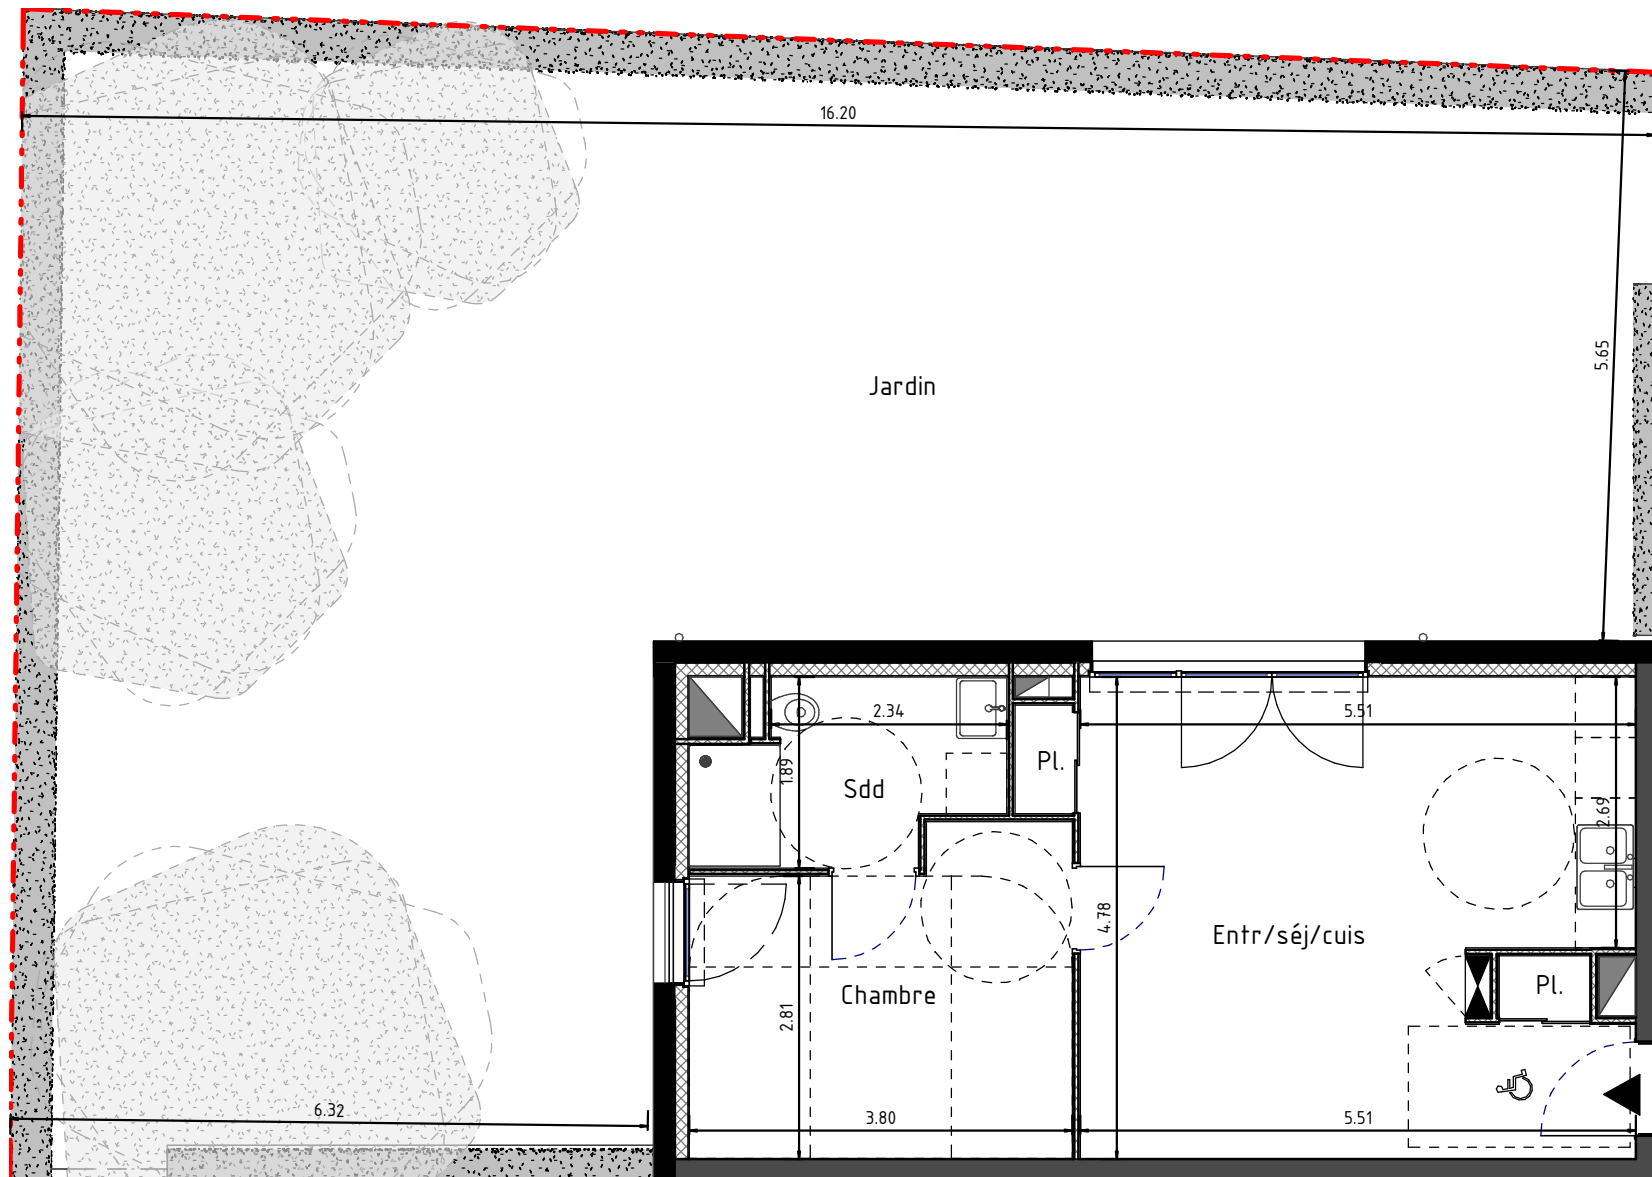 16.20
5.65
Jardin
2.34
5.51
Pl.
1.89
Sdd
2.69
4.78
Entr/séj/cuis
Chambre
Pl.
2.81
6.32
3.80
5.51